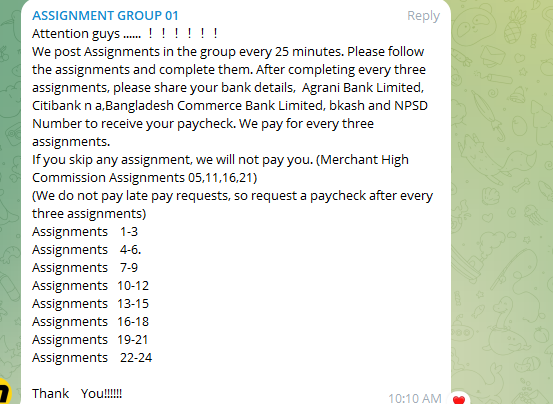 ASSIGNMENT GROUP 01 Reply
Attention guys ...... ！！！！！！
We post Assignments in the group every 25 minutes. Please follow
the assignments and complete them. After completing every three
assignments, please share your bank details,  Agrani Bank Limited,
Citibank n a,Bangladesh Commerce Bank Limited, bkash and NPSD
Number to receive your paycheck. We pay for every three
assignments.
If you skip any assignment, we will not pay you. (Merchant High
Commission Assignments 05,11,16,21)
(We do not pay late pay requests, so request a paycheck after every
three assignments)
Assignments   1-3
Assignments   4-6.
Assignments   7-9
Assignments   10-12
Assignments   13-15
Assignments   16-18
Assignments   19-21
Assignments   22-24
Thank   You!!!!!!
10:10 AM